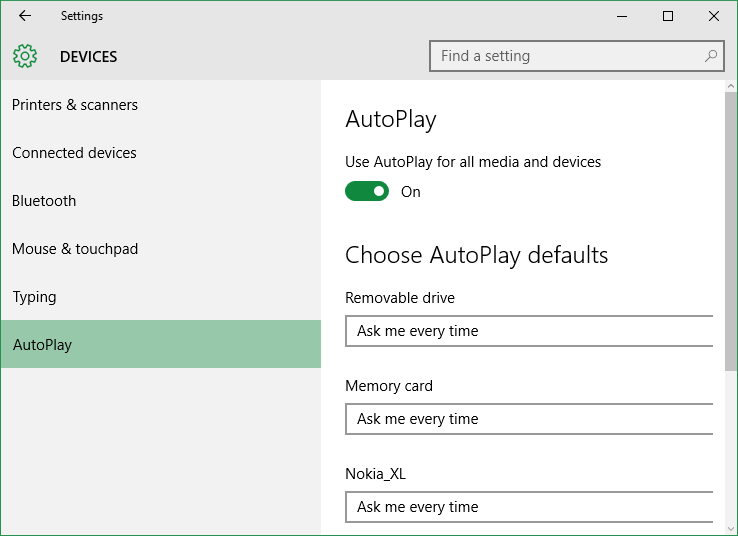 Settings
DEVICES
Find a setting
Printers & scanners
Connected devices
Bluetooth
Mouse & touchpad
Typing
AutoPlay
AutoPlay
Use AutoPlay for all media and devices
On
Choose AutoPlay defaults
Removable drive
Ask me every time
Memory card
Ask me every time
Nokia_XL
Ask me every time